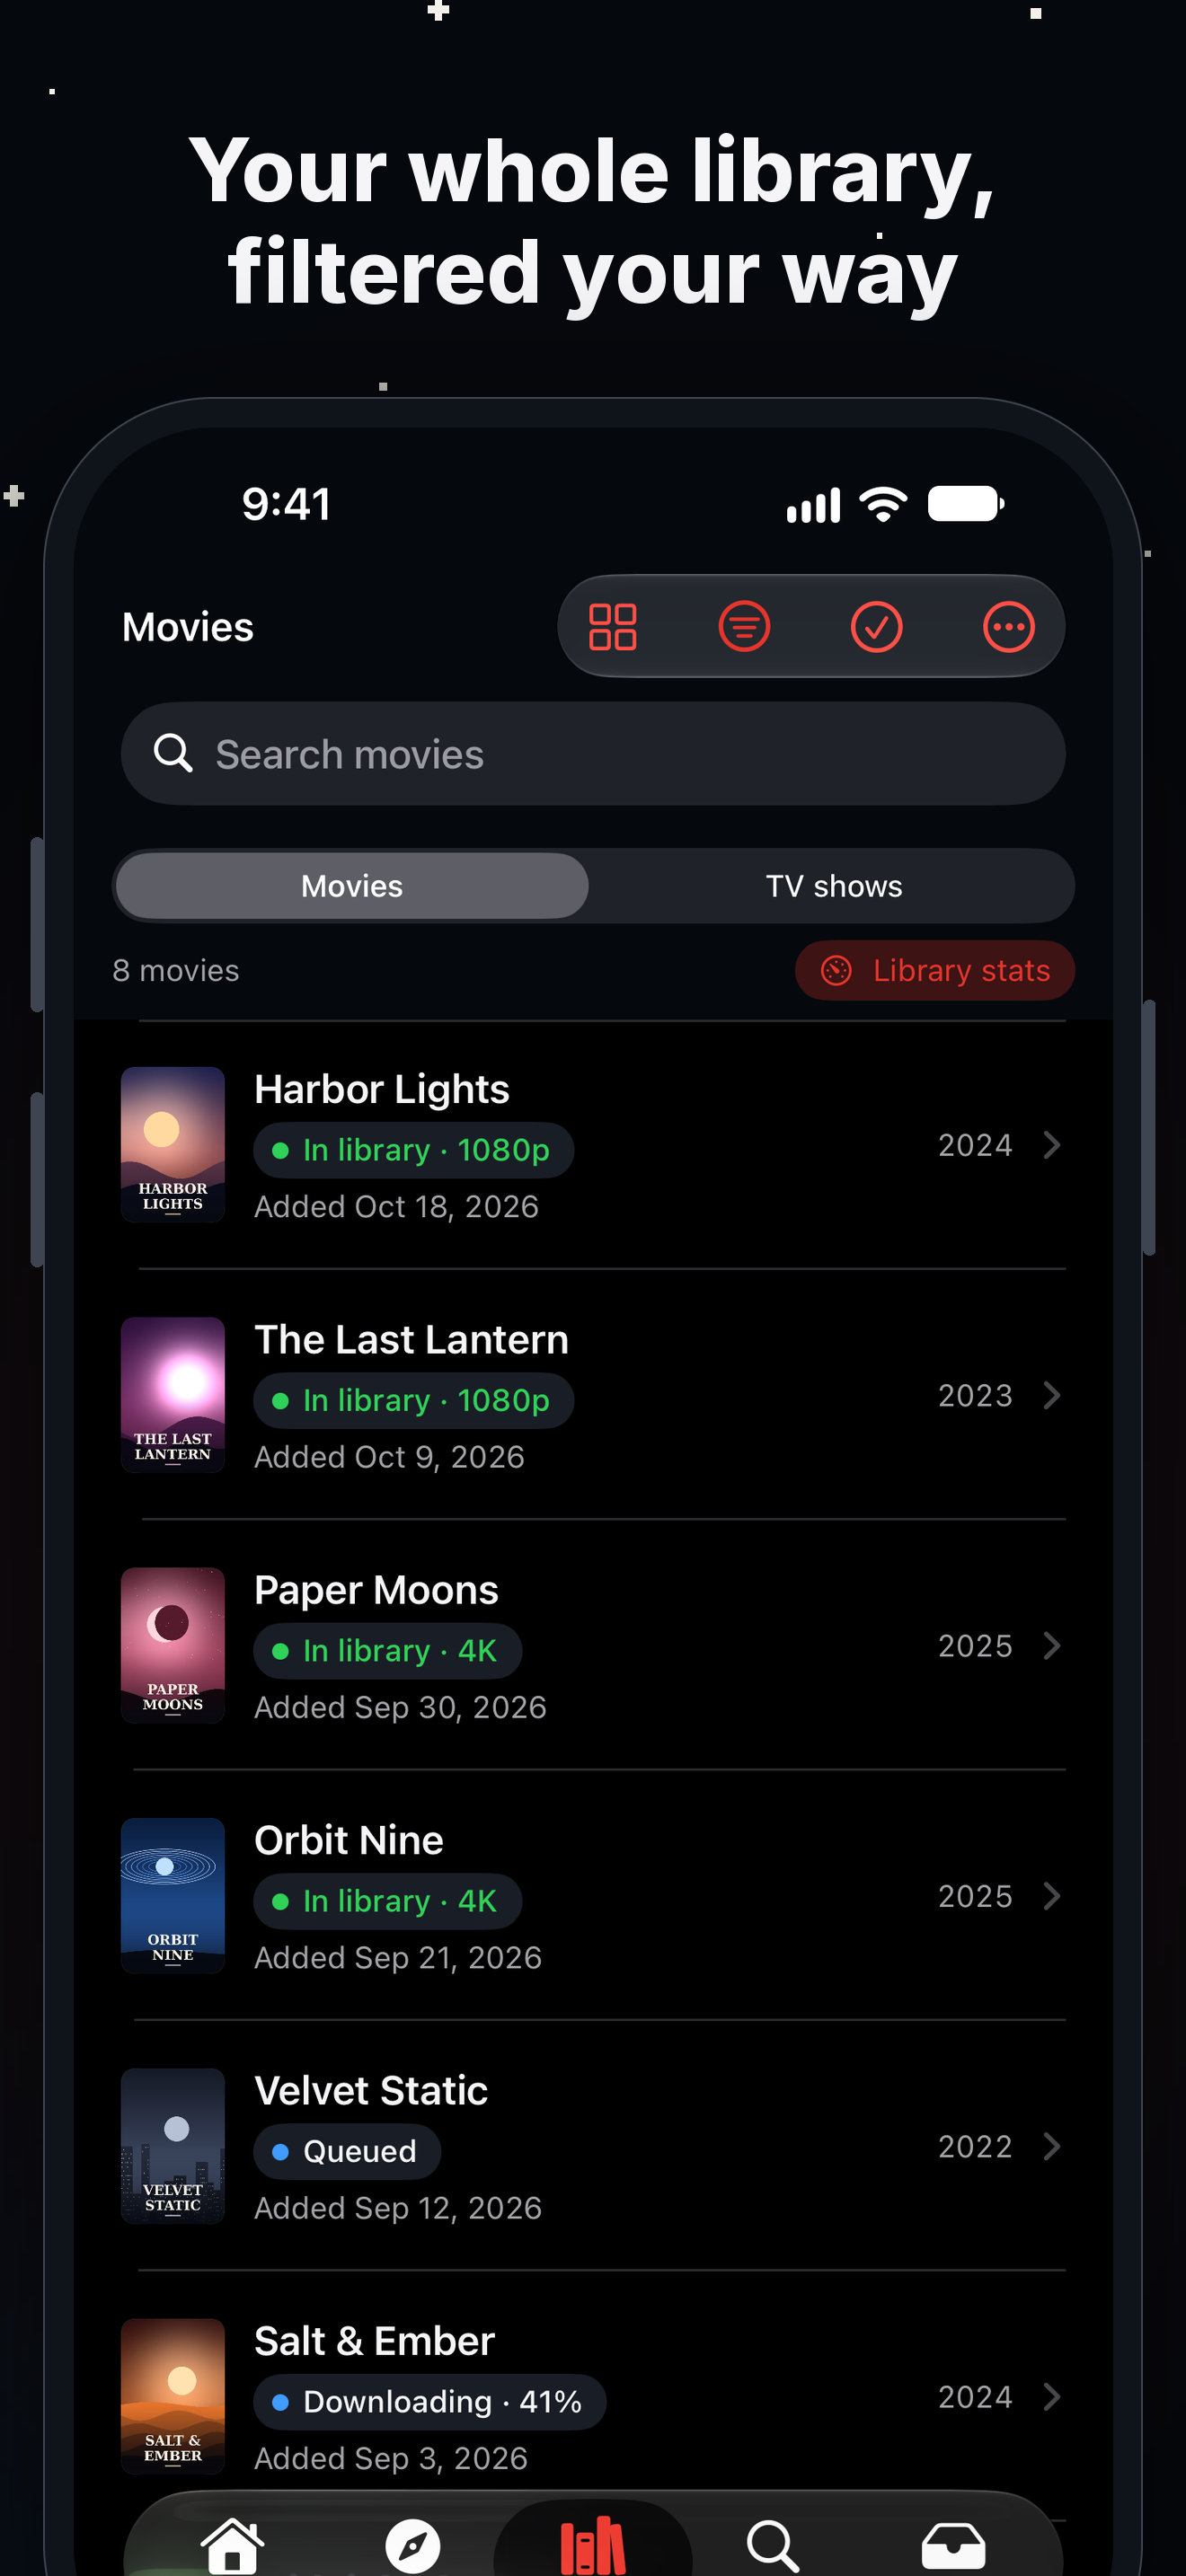 Your whole library,
filtered your way
9:41
Movies
Search movies
Movies
TV shows
8 movies
Library stats
HARBOR
LIGHTS
Harbor Lights
In library · 1080p
Added Oct 18, 2026
2024
THE LAST
LANTERN
The Last Lantern
In library · 1080p
Added Oct 9, 2026
2023
PAPER
MOONS
Paper Moons
In library · 4K
Added Sep 30, 2026
2025
ORBIT
NINE
Orbit Nine
In library · 4K
Added Sep 21, 2026
2025
VELVET
STATIC
Velvet Static
Queued
Added Sep 12, 2026
2022
SALT &
EMBER
Salt & Ember
Downloading · 41%
Added Sep 3, 2026
2024